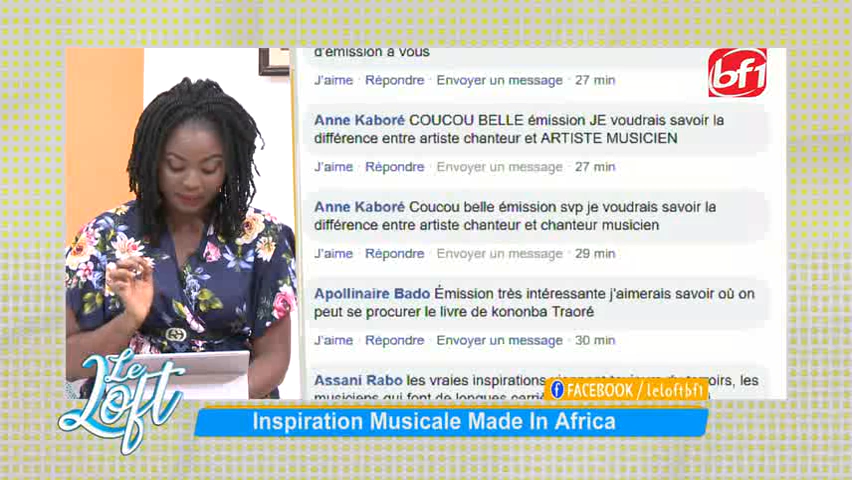 d'émission à vous
J'aime · Répondre · Envoyer un message · 27 min
bf1
Anne Kaboré COUCOU BELLE émission JE voudrais savoir la
différence entre artiste chanteur et ARTISTE MUSICIEN
J'aime · Répondre · Envoyer un message · 27 min
Anne Kaboré Coucou belle émission svp je voudrais savoir la
différence entre artiste chanteur et chanteur musicien
J'aime · Répondre · Envoyer un message · 29 min
Apollinaire Bado Émission très intéressante j'aimerais savoir où on
peut se procurer le livre de kononba Traoré
J'aime · Répondre · Envoyer un message · 30 min
Assani Rabo les vraies inspirations les
musiciens qui font de longues
f FACEBOOK / leloftbf1
Le Loft
Inspiration Musicale Made In Africa